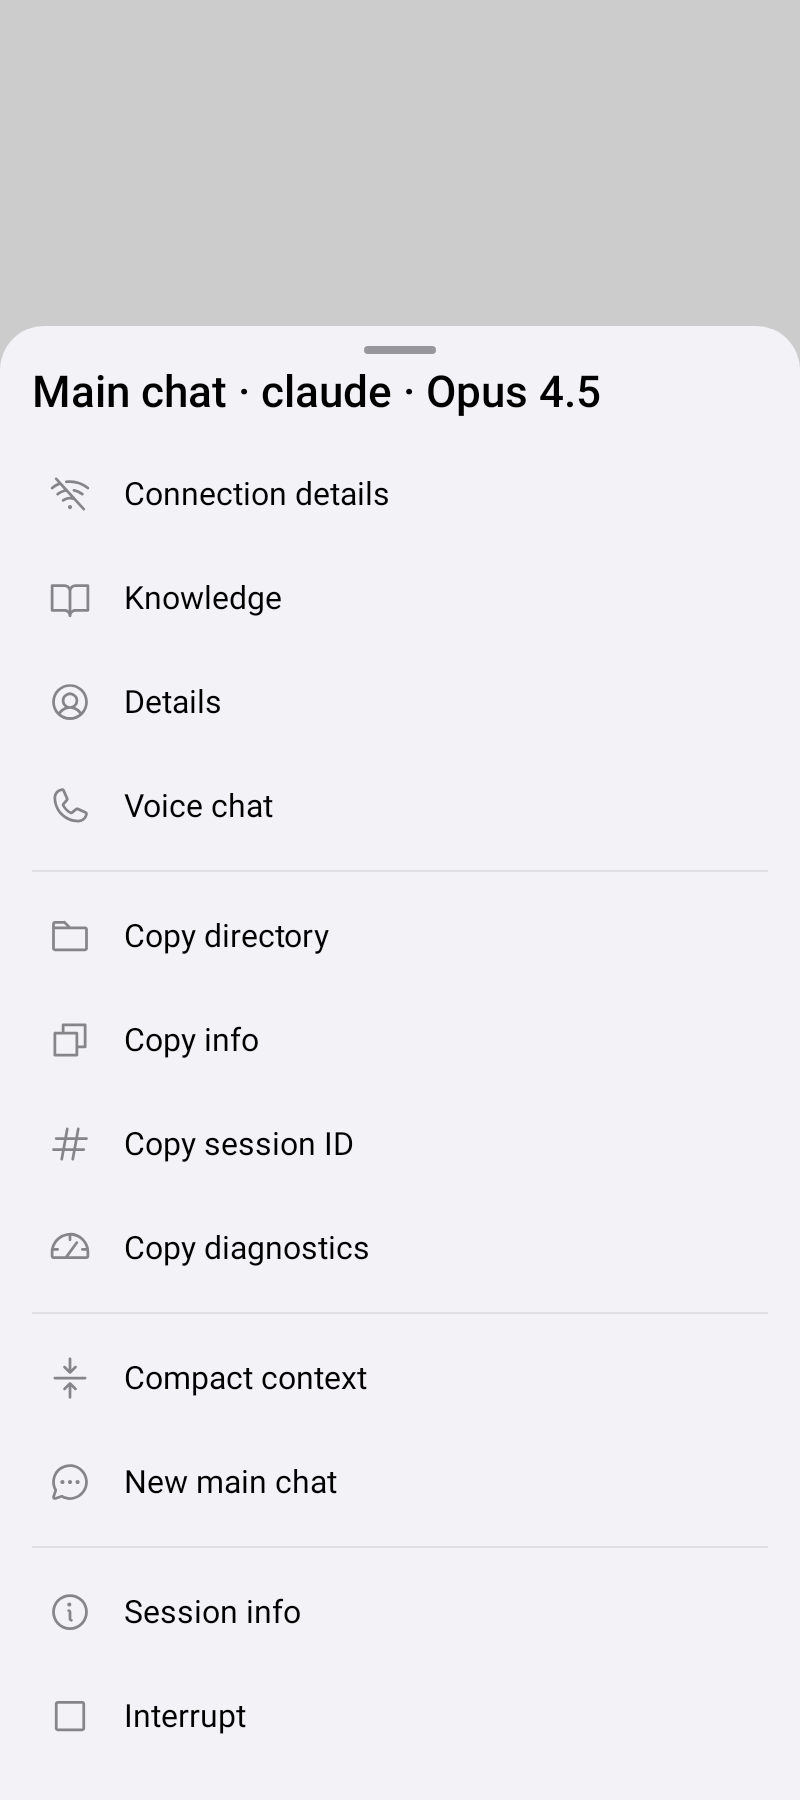 Main chat · claude · Opus 4.5
Connection details
Knowledge
Details
Voice chat
Copy directory
Copy info
Copy session ID
Copy diagnostics
Compact context
New main chat
Session info
Interrupt